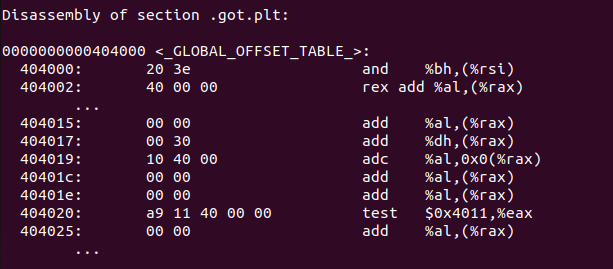 Disassembly of section .got.plt:
0000000000404000 <_GLOBAL_OFFSET_TABLE_>:
404000: 20 3e and %bh,(%rsi)
404002: 40 00 00 rex add %al,(%rax)
...
404015: 00 00 add %al,(%rax)
404017: 00 30 add %dh,(%rax)
404019: 10 40 00 adc %al,0x0(%rax)
40401c: 00 00 add %al,(%rax)
40401e: 00 00 add %al,(%rax)
404020: a9 11 40 00 00 test $0x4011,%eax
404025: 00 00 add %al,(%rax)
...